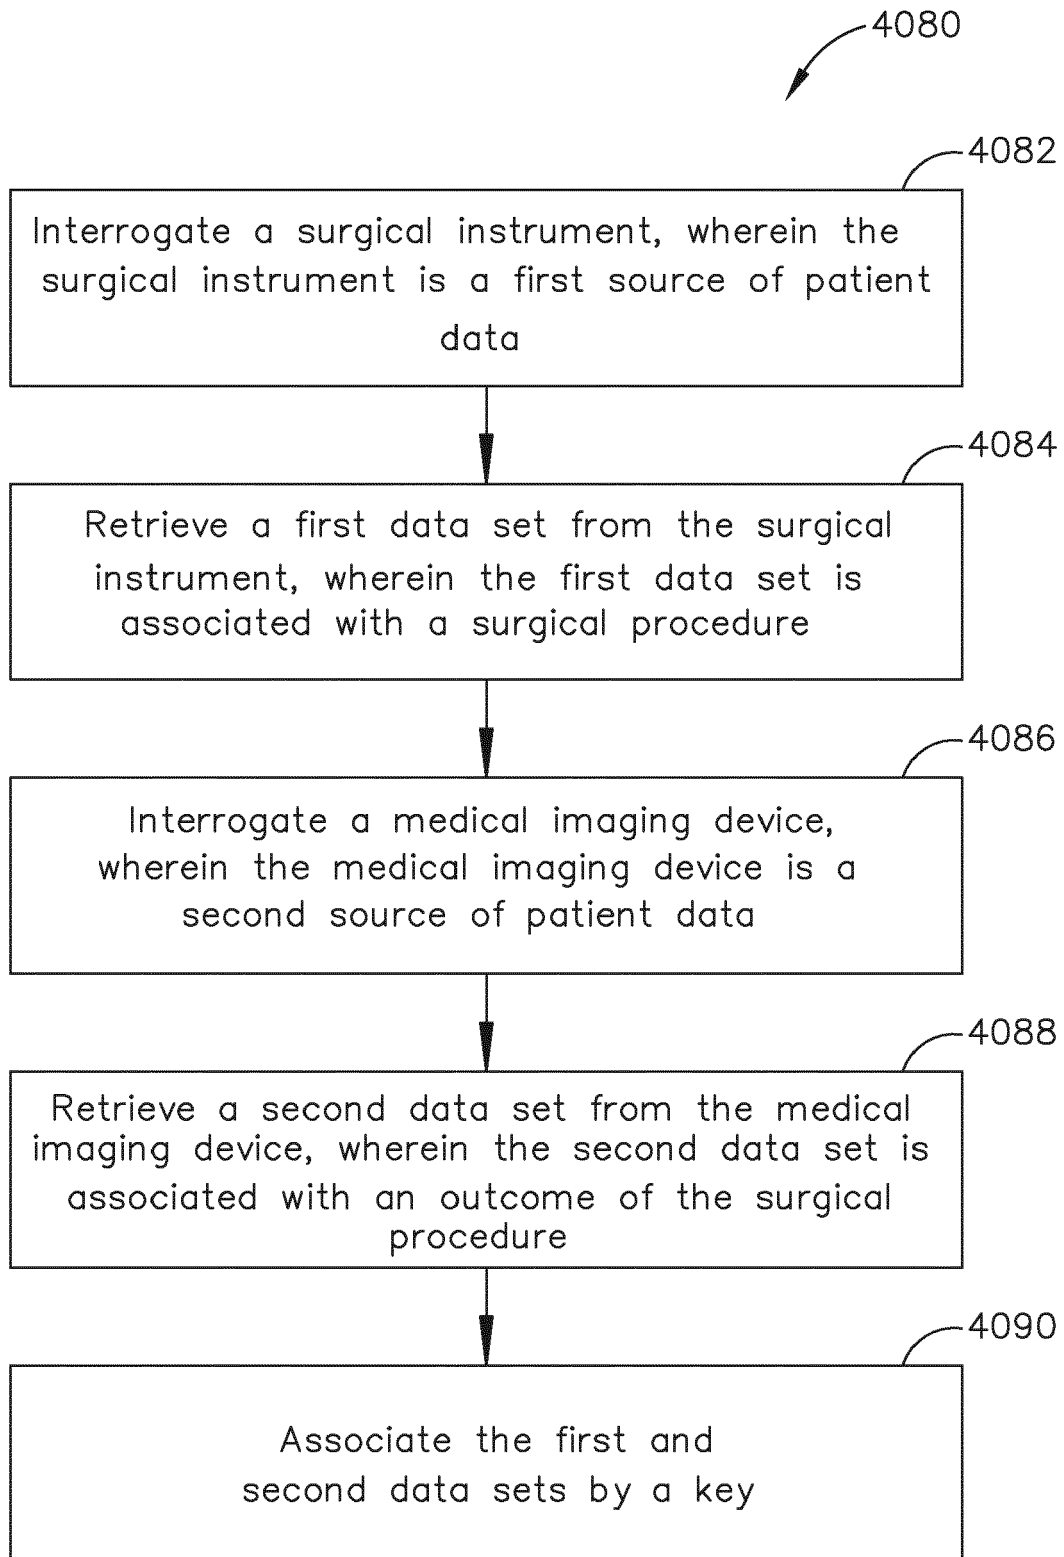 4080
4082
Interrogate a surgical instrument, wherein the
surgical instrument is a first source of patient
data
4084
Retrieve a first data set from the surgical
instrument, wherein the first data set is
associated with a surgical procedure
4086
Interrogate a medical imaging device,
wherein the medical imaging device is a
second source of patient data
4088
Retrieve a second data set from the medical
imaging device, wherein the second data set is
associated with an outcome of the surgical
procedure
4090
Associate the first and
second data sets by a key